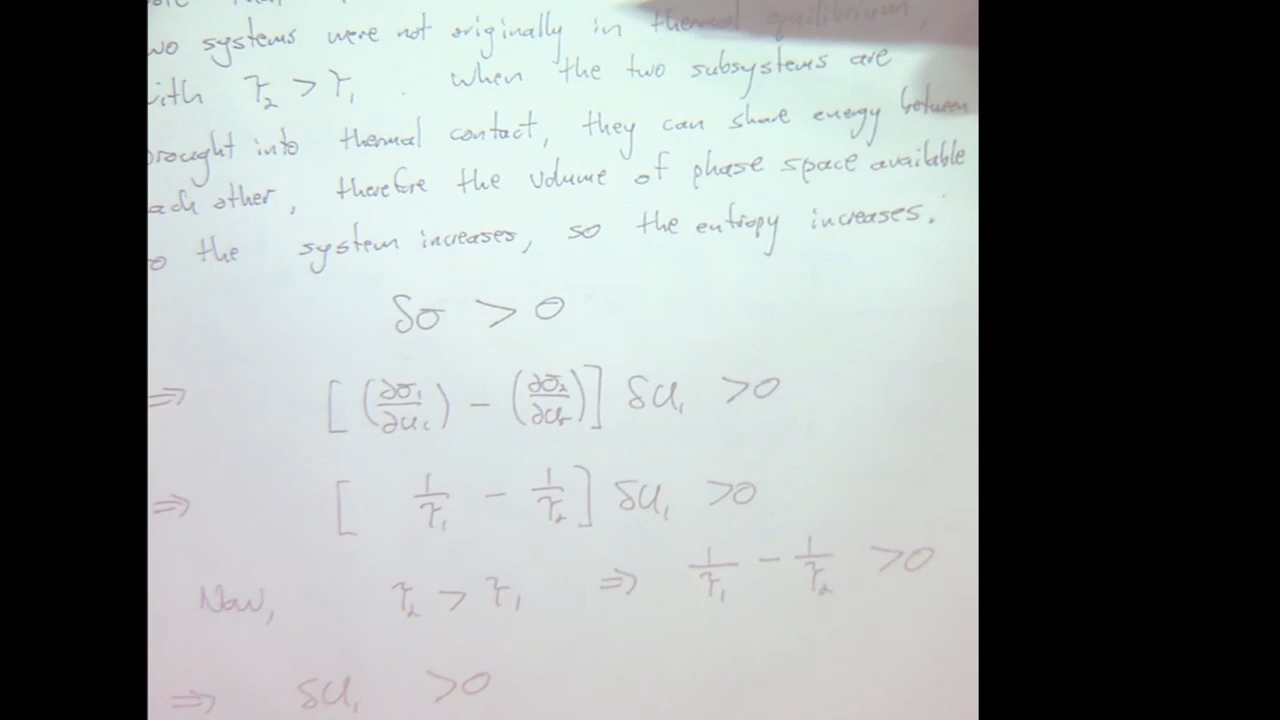 wo systems were not originally in thermal equilibrium,
with τ₂ > τ₁ . When the two subsystems are
brought into thermal contact, they can share energy between
each other, therefore the volume of phase space available
o the system increases, so the entropy increases.
δσ > 0
⇒ [(∂σ₁/∂U₁) - (∂σ₂/∂U₂)] δU₁ > 0
⇒ [ 1/τ₁ - 1/τ₂ ] δU₁ > 0
Now, τ₂ > τ₁ ⇒ 1/τ₁ - 1/τ₂ > 0
⇒ δU₁ > 0